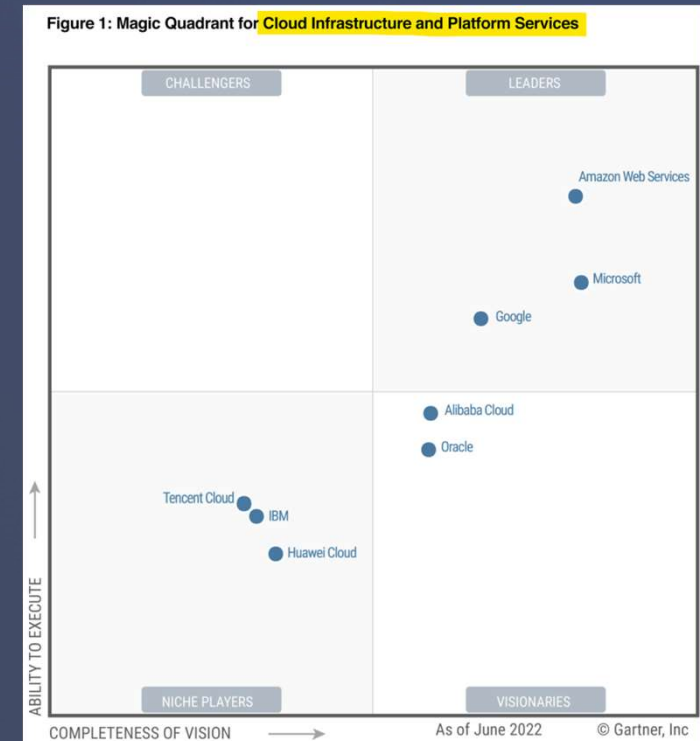 Figure 1: Magic Quadrant for Cloud Infrastructure and Platform Services
CHALLENGERS
LEADERS
Amazon Web Services
Microsoft
Google
Alibaba Cloud
Oracle
Tencent Cloud
IBM
Huawei Cloud
ABILITY TO EXECUTE
NICHE PLAYERS
VISIONARIES
COMPLETENESS OF VISION
As of June 2022
© Gartner, Inc